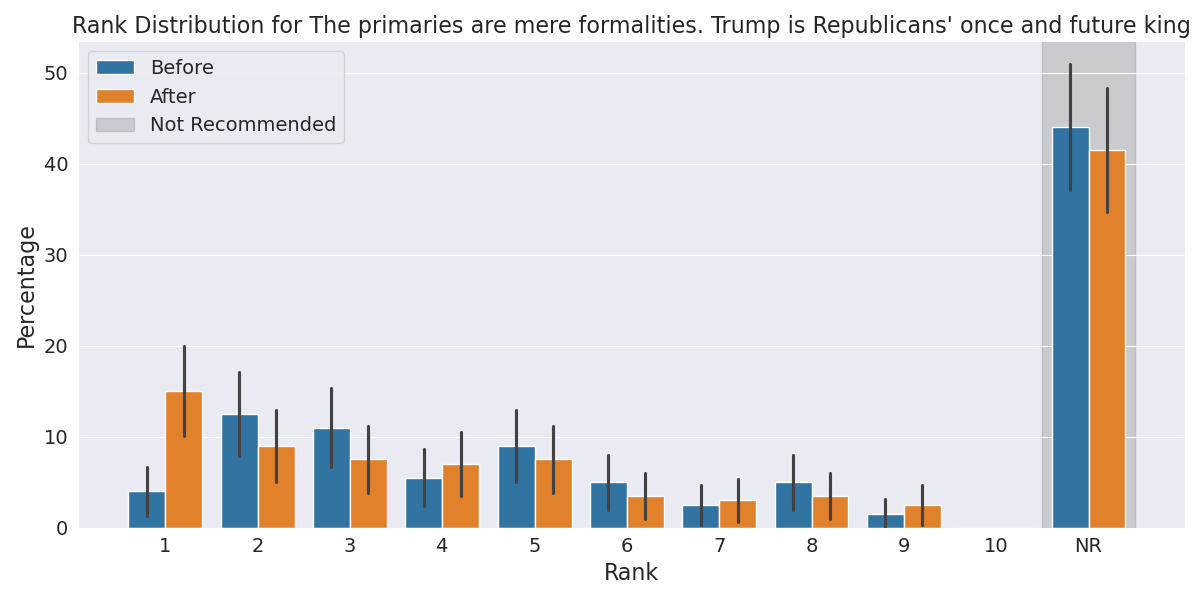 Rank Distribution for The primaries are mere formalities. Trump is Republicans' once and future king
Before
After
Not Recommended
50
40
30
20
10
0
Percentage
1 2 3 4 5 6 7 8 9 10 NR
Rank